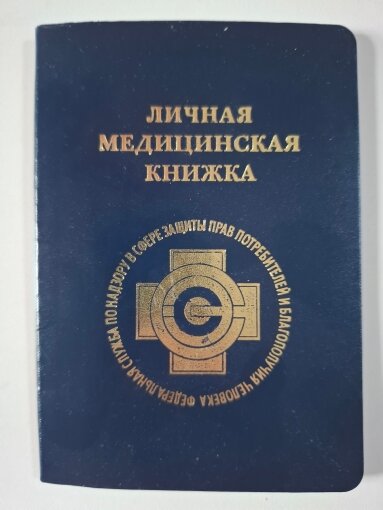 ЛИЧНАЯ
МЕДИЦИНСКАЯ
КНИЖКА
ФЕДЕРАЛЬНАЯ СЛУЖБА ПО НАДЗОРУ В СФЕРЕ ЗАЩИТЫ ПРАВ ПОТРЕБИТЕЛЕЙ И БЛАГОПОЛУЧИЯ ЧЕЛОВЕКА